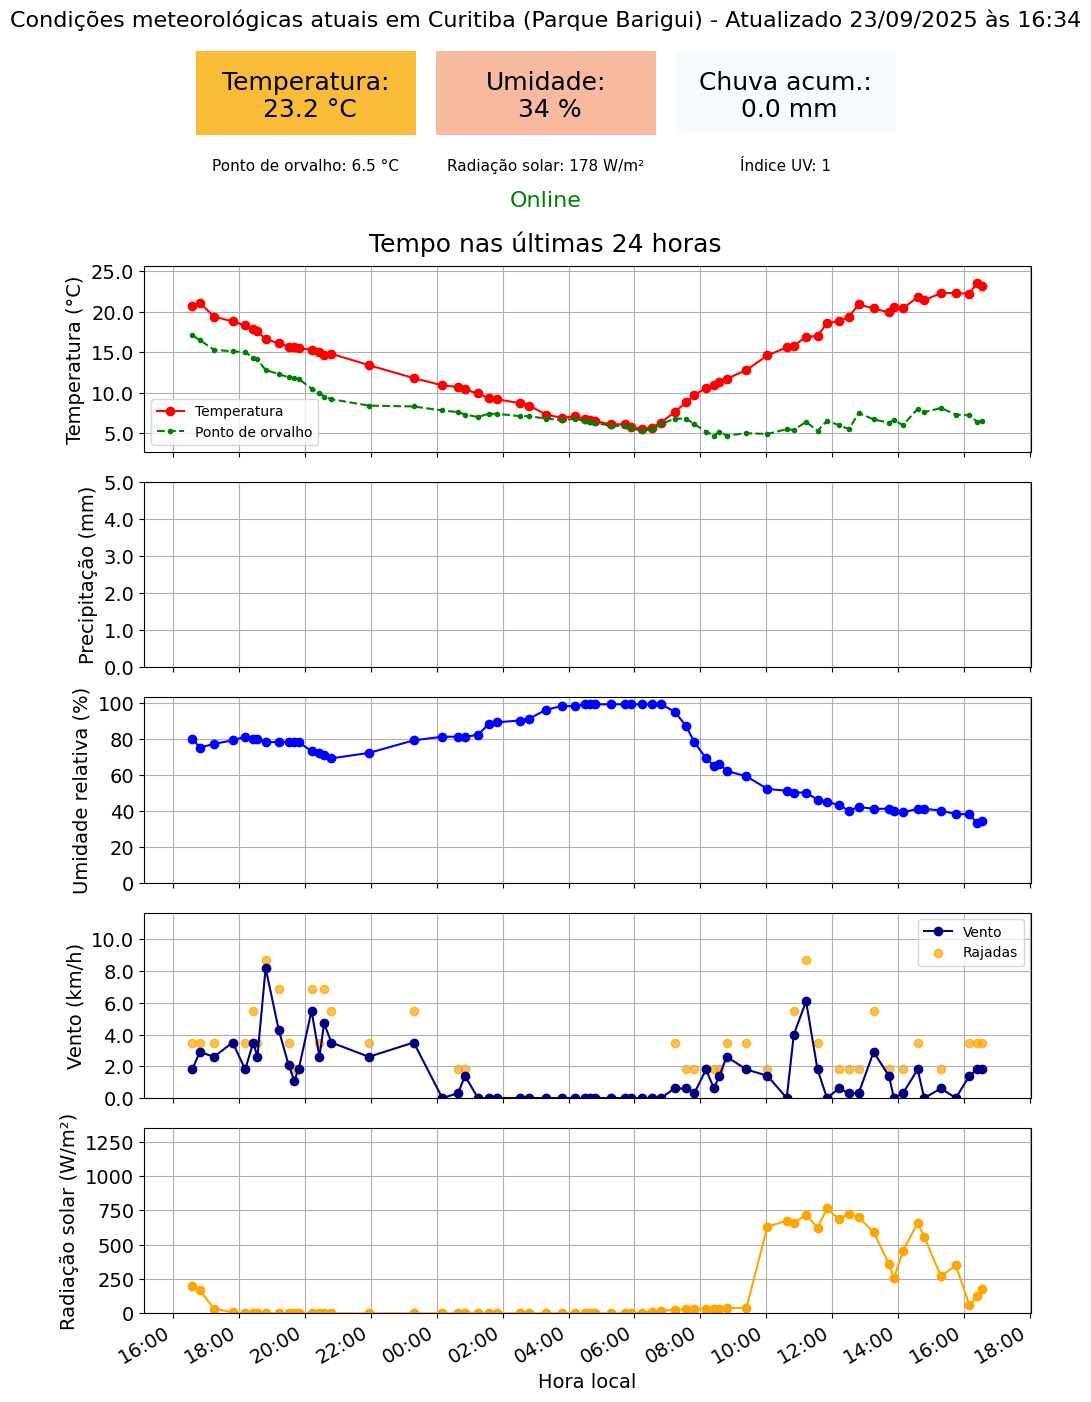 Condições meteorológicas atuais em Curitiba (Parque Barigui) - Atualizado 23/09/2025 às 16:34
Temperatura:
23.2 °C
Umidade:
34 %
Chuva acum.:
0.0 mm
Ponto de orvalho: 6.5 °C
Radiação solar: 178 W/m²
Índice UV: 1
Online
Tempo nas últimas 24 horas
Temperatura (°C)
25.0
20.0
15.0
10.0
5.0
Temperatura
Ponto de orvalho
Precipitação (mm)
5.0
4.0
3.0
2.0
1.0
0.0
Umidade relativa (%)
100
80
60
40
20
0
Vento (km/h)
10.0
8.0
6.0
4.0
2.0
0.0
Vento
Rajadas
Radiação solar (W/m²)
1250
1000
750
500
250
0
16:00
18:00
20:00
22:00
00:00
02:00
04:00
06:00
08:00
10:00
12:00
14:00
16:00
18:00
Hora local